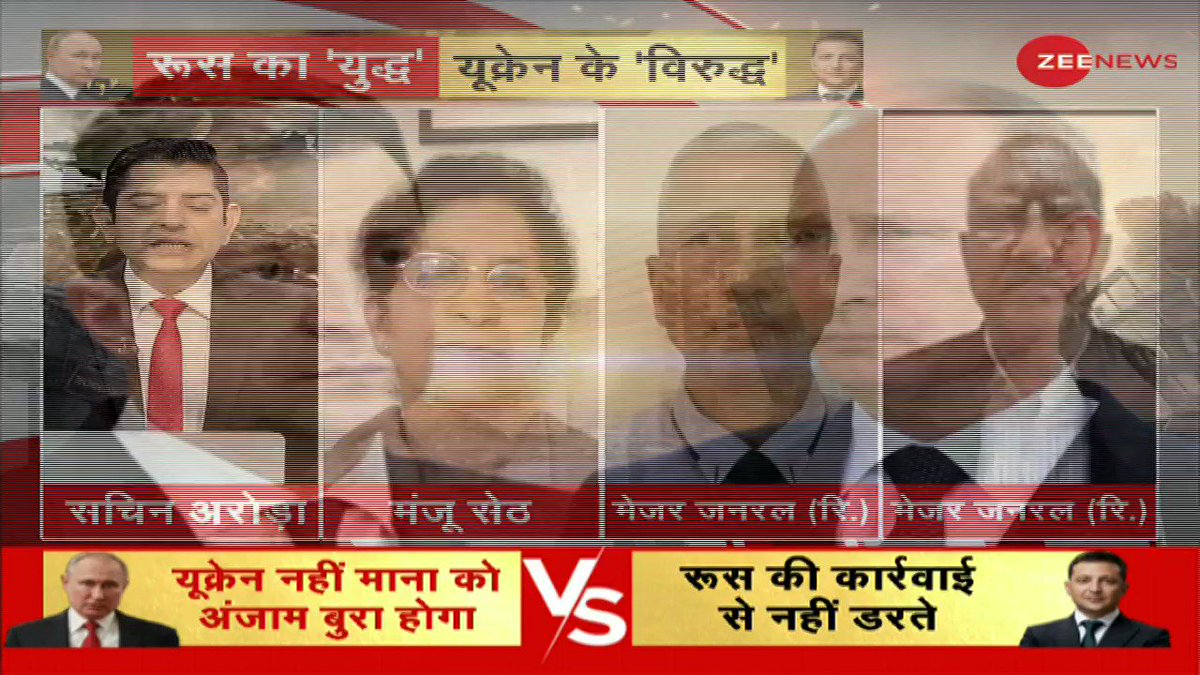 रूस का 'युद्ध' यूक्रेन के 'विरुद्ध'
ZEENEWS
सचिन अरोड़ा
मंजू सेठ
मेजर जनरल (रि.)
मेजर जनरल (रि.)
यूक्रेन नहीं माना को
अंजाम बुरा होगा
VS
रूस की कार्रवाई
से नहीं डरते